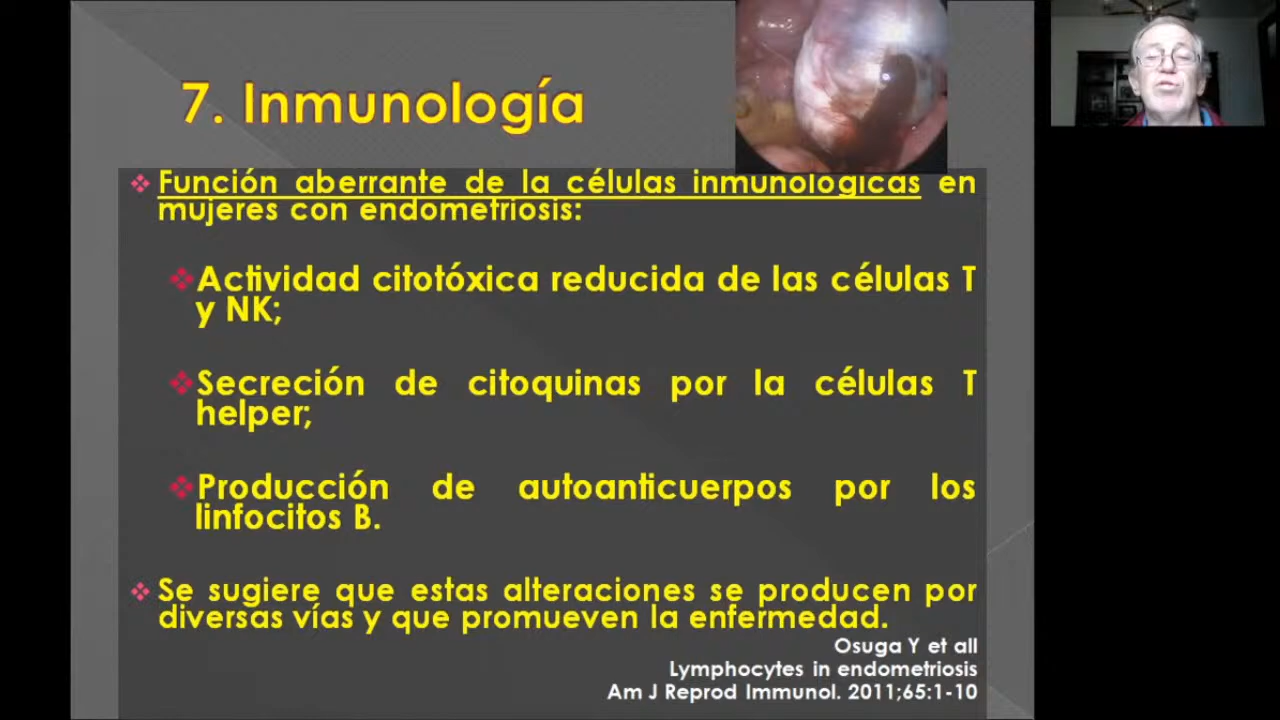 7. Inmunología
Función aberrante de la células inmunológicas en
mujeres con endometriosis:
Actividad citotóxica reducida de las células T
y NK;
Secreción de citoquinas por la células T
helper;
Producción de autoanticuerpos por los
linfocitos B.
Se sugiere que estas alteraciones se producen por
diversas vías y que promueven la enfermedad.
Osuga Y et all
Lymphocytes in endometriosis
Am J Reprod Immunol. 2011;65:1-10